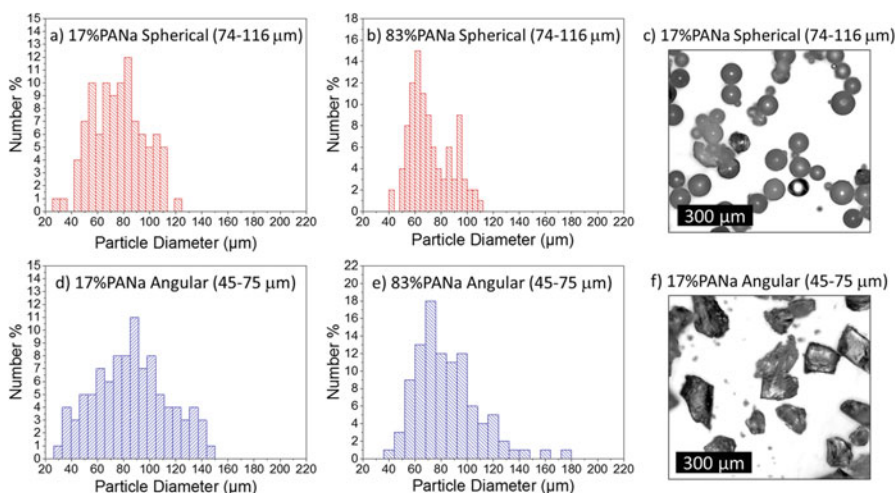 a) 17%PANa Spherical (74-116 µm)
15
14
13
12
11
10
9
8
7
6
5
4
3
2
1
0
Number %
20 40 60 80 100 120 140 160 180 200 220
Particle Diameter (µm)
b) 83%PANa Spherical (74-116 µm)
18
16
14
12
10
8
6
4
2
0
Number %
20 40 60 80 100 120 140 160 180 200 220
Particle Diameter (µm)
c) 17%PANa Spherical (74-116 µm)
300 µm
d) 17%PANa Angular (45-75 µm)
15
14
13
12
11
10
9
8
7
6
5
4
3
2
1
0
Number %
20 40 60 80 100 120 140 160 180 200 220
Particle Diameter (µm)
e) 83%PANa Angular (45-75 µm)
22
20
18
16
14
12
10
8
6
4
2
0
Number %
20 40 60 80 100 120 140 160 180 200 220
Particle Diameter (µm)
f) 17%PANa Angular (45-75 µm)
300 µm